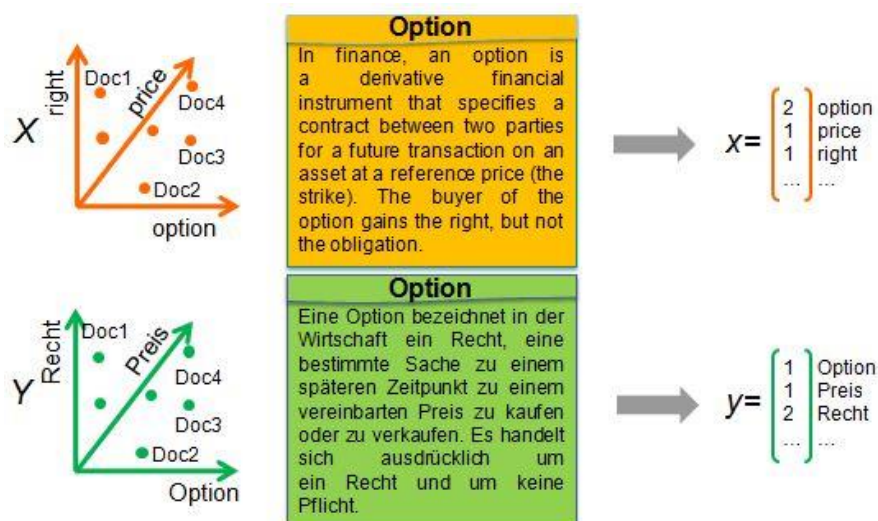 X
right
Doc1
price
Doc4
Doc3
Doc2
option
Option
In finance, an option is
a derivative financial
instrument that specifies a
contract between two parties
for a future transaction on an
asset at a reference price (the
strike). The buyer of the
option gains the right, but not
the obligation.
x=
2 option
1 price
1 right
... ...
Y
Recht
Doc1
Preis
Doc4
Doc3
Doc2
Option
Option
Eine Option bezeichnet in der
Wirtschaft ein Recht, eine
bestimmte Sache zu einem
späteren Zeitpunkt zu einem
vereinbarten Preis zu kaufen
oder zu verkaufen. Es handelt
sich ausdrücklich um
ein Recht und um keine
Pflicht.
y=
1 Option
1 Preis
2 Recht
... ...